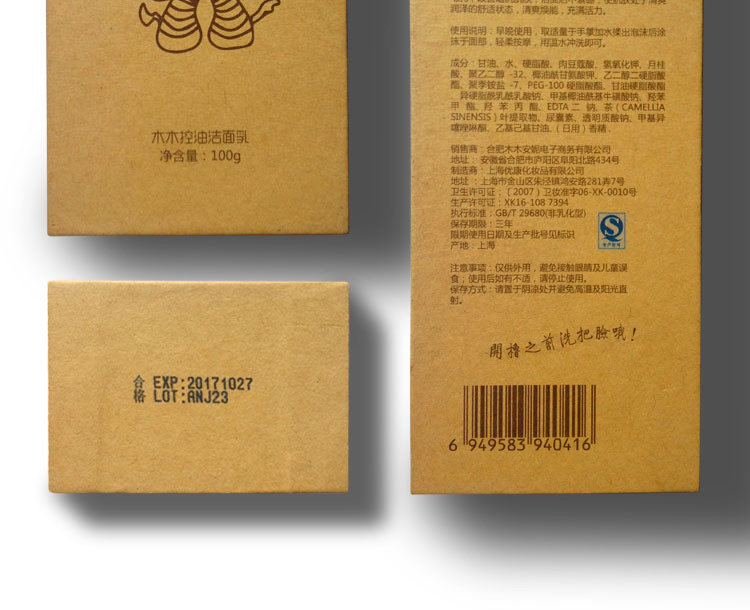 木木控油洁面乳
净含量：100g
合格
EXP:20171027
LOT:ANJ23
润泽的舒适状态，清爽焕能，充满活力。
使用说明：早晚使用，取适量于手掌加水揉出泡沫后涂
抹于面部，轻柔按摩，用温水冲洗即可。
成分：甘油、水、硬脂酸、肉豆蔻酸、氢氧化钾、月桂
酸、聚乙二醇 -32、椰油酰甘氨酸钾、乙二醇二硬脂酸
酯、聚季铵盐 -7、PEG-100 硬脂酸酯、甘油硬脂酸酯
、异硬脂酰乳酰乳酸钠、甲基椰油酰基牛磺酸钠、羟苯
甲酯、羟苯丙酯、EDTA 二钠、茶(CAMELLIA
SINENSIS)叶提取物、尿囊素、透明质酸钠、甲基异
噻唑啉酮、乙基己基甘油、（日用）香精.
销售商：合肥木木安妮电子商务有限公司
地址：安徽省合肥市庐阳区阜阳北路434号
制造商：上海优康化妆品有限公司
地址：上海市金山区朱泾镇鸿安路281弄7号
卫生许可证：（2007）卫妆准字06-XK-0010号
生产许可证：XK16-108 7394
执行标准：GB/T 29680(非乳化型)
保存期限：三年
限期使用日期及生产批号见标识
产地：上海
注意事项：仅供外用，避免接触眼睛及儿童误
食，使用后如有不适，请停止使用。
保存方式：请置于阴凉处并避免高温及阳光直
射。
開擼之前洗把臉哦！
6 949583 940416